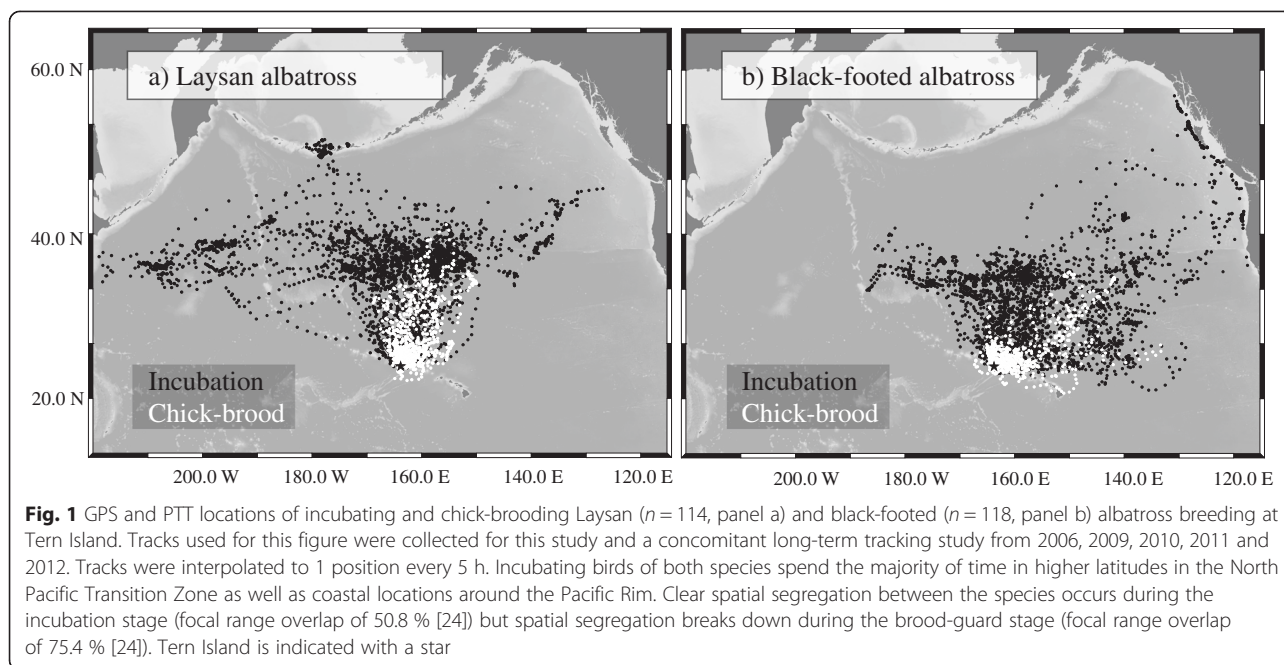 a) Laysan albatross
b) Black-footed albatross
60.0 N
40.0 N
20.0 N
Incubation
Chick-brood
Incubation
Chick-brood
200.0 W
180.0 W
160.0 E
140.0 E
120.0 E
200.0 W
180.0 W
160.0 E
140.0 E
120.0 E
Fig. 1 GPS and PTT locations of incubating and chick-brooding Laysan (n = 114, panel a) and black-footed (n = 118, panel b) albatross breeding at
Tern Island. Tracks used for this figure were collected for this study and a concomitant long-term tracking study from 2006, 2009, 2010, 2011 and
2012. Tracks were interpolated to 1 position every 5 h. Incubating birds of both species spend the majority of time in higher latitudes in the North
Pacific Transition Zone as well as coastal locations around the Pacific Rim. Clear spatial segregation between the species occurs during the
incubation stage (focal range overlap of 50.8 % [24]) but spatial segregation breaks down during the brood-guard stage (focal range overlap
of 75.4 % [24]). Tern Island is indicated with a star